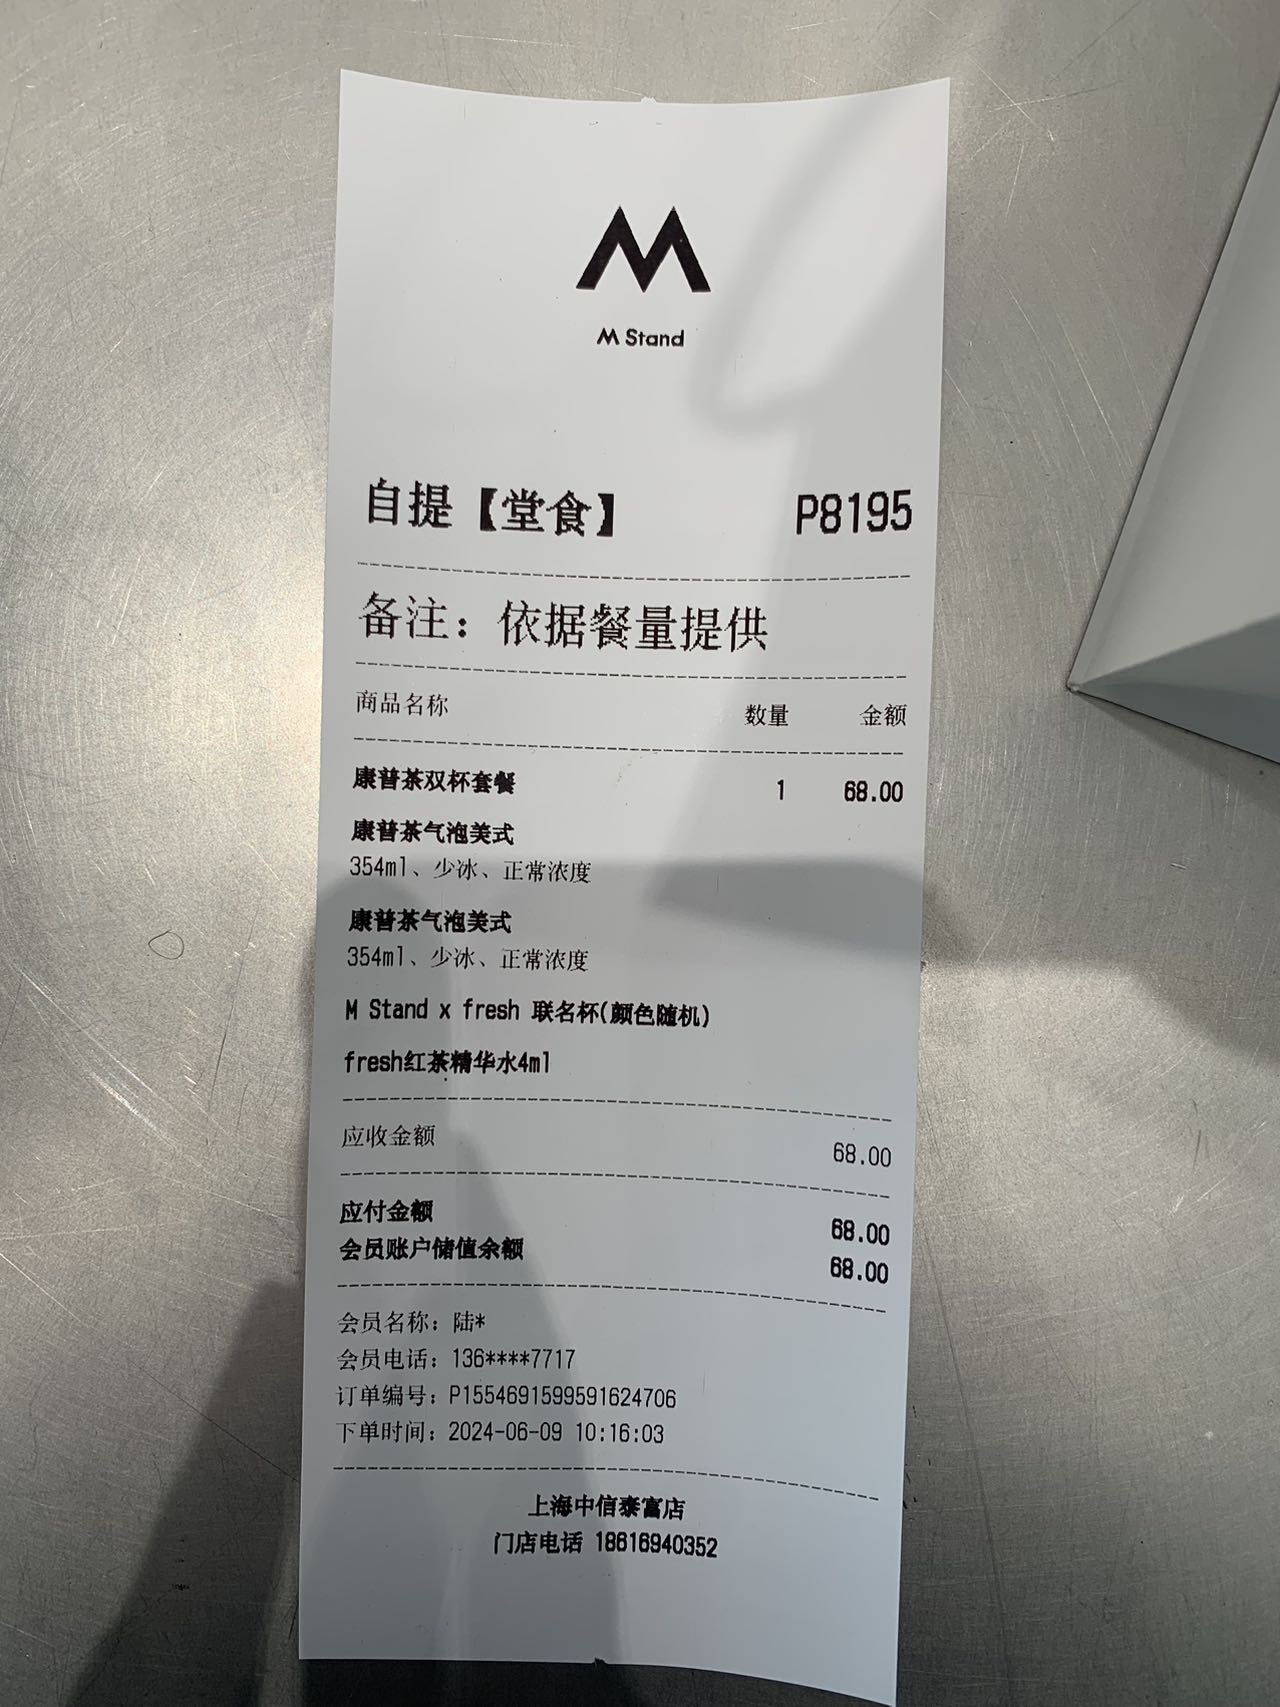 M
M Stand
自提【堂食】 P8195
备注：依据餐量提供
商品名称 数量 金额
康普茶双杯套餐 1 68.00
康普茶气泡美式
354ml、少冰、正常浓度
康普茶气泡美式
354ml、少冰、正常浓度
M Stand x fresh 联名杯(颜色随机)
fresh红茶精华水4ml
应收金额 68.00
应付金额 68.00
会员账户储值余额 68.00
会员名称：陆*
会员电话：136****7717
订单编号：P1554691599591624706
下单时间：2024-06-09 10:16:03
上海中信泰富店
门店电话 18616940352